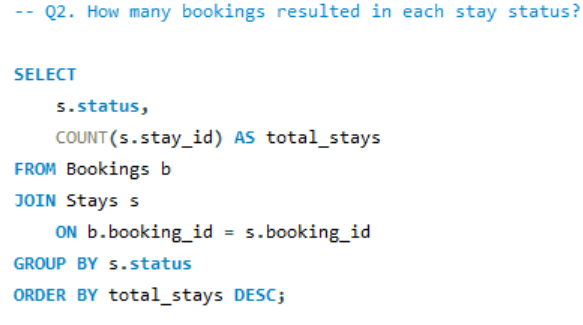 -- Q2. How many bookings resulted in each stay status?
SELECT
s.status,
COUNT(s.stay_id) AS total_stays
FROM Bookings b
JOIN Stays s
ON b.booking_id = s.booking_id
GROUP BY s.status
ORDER BY total_stays DESC;